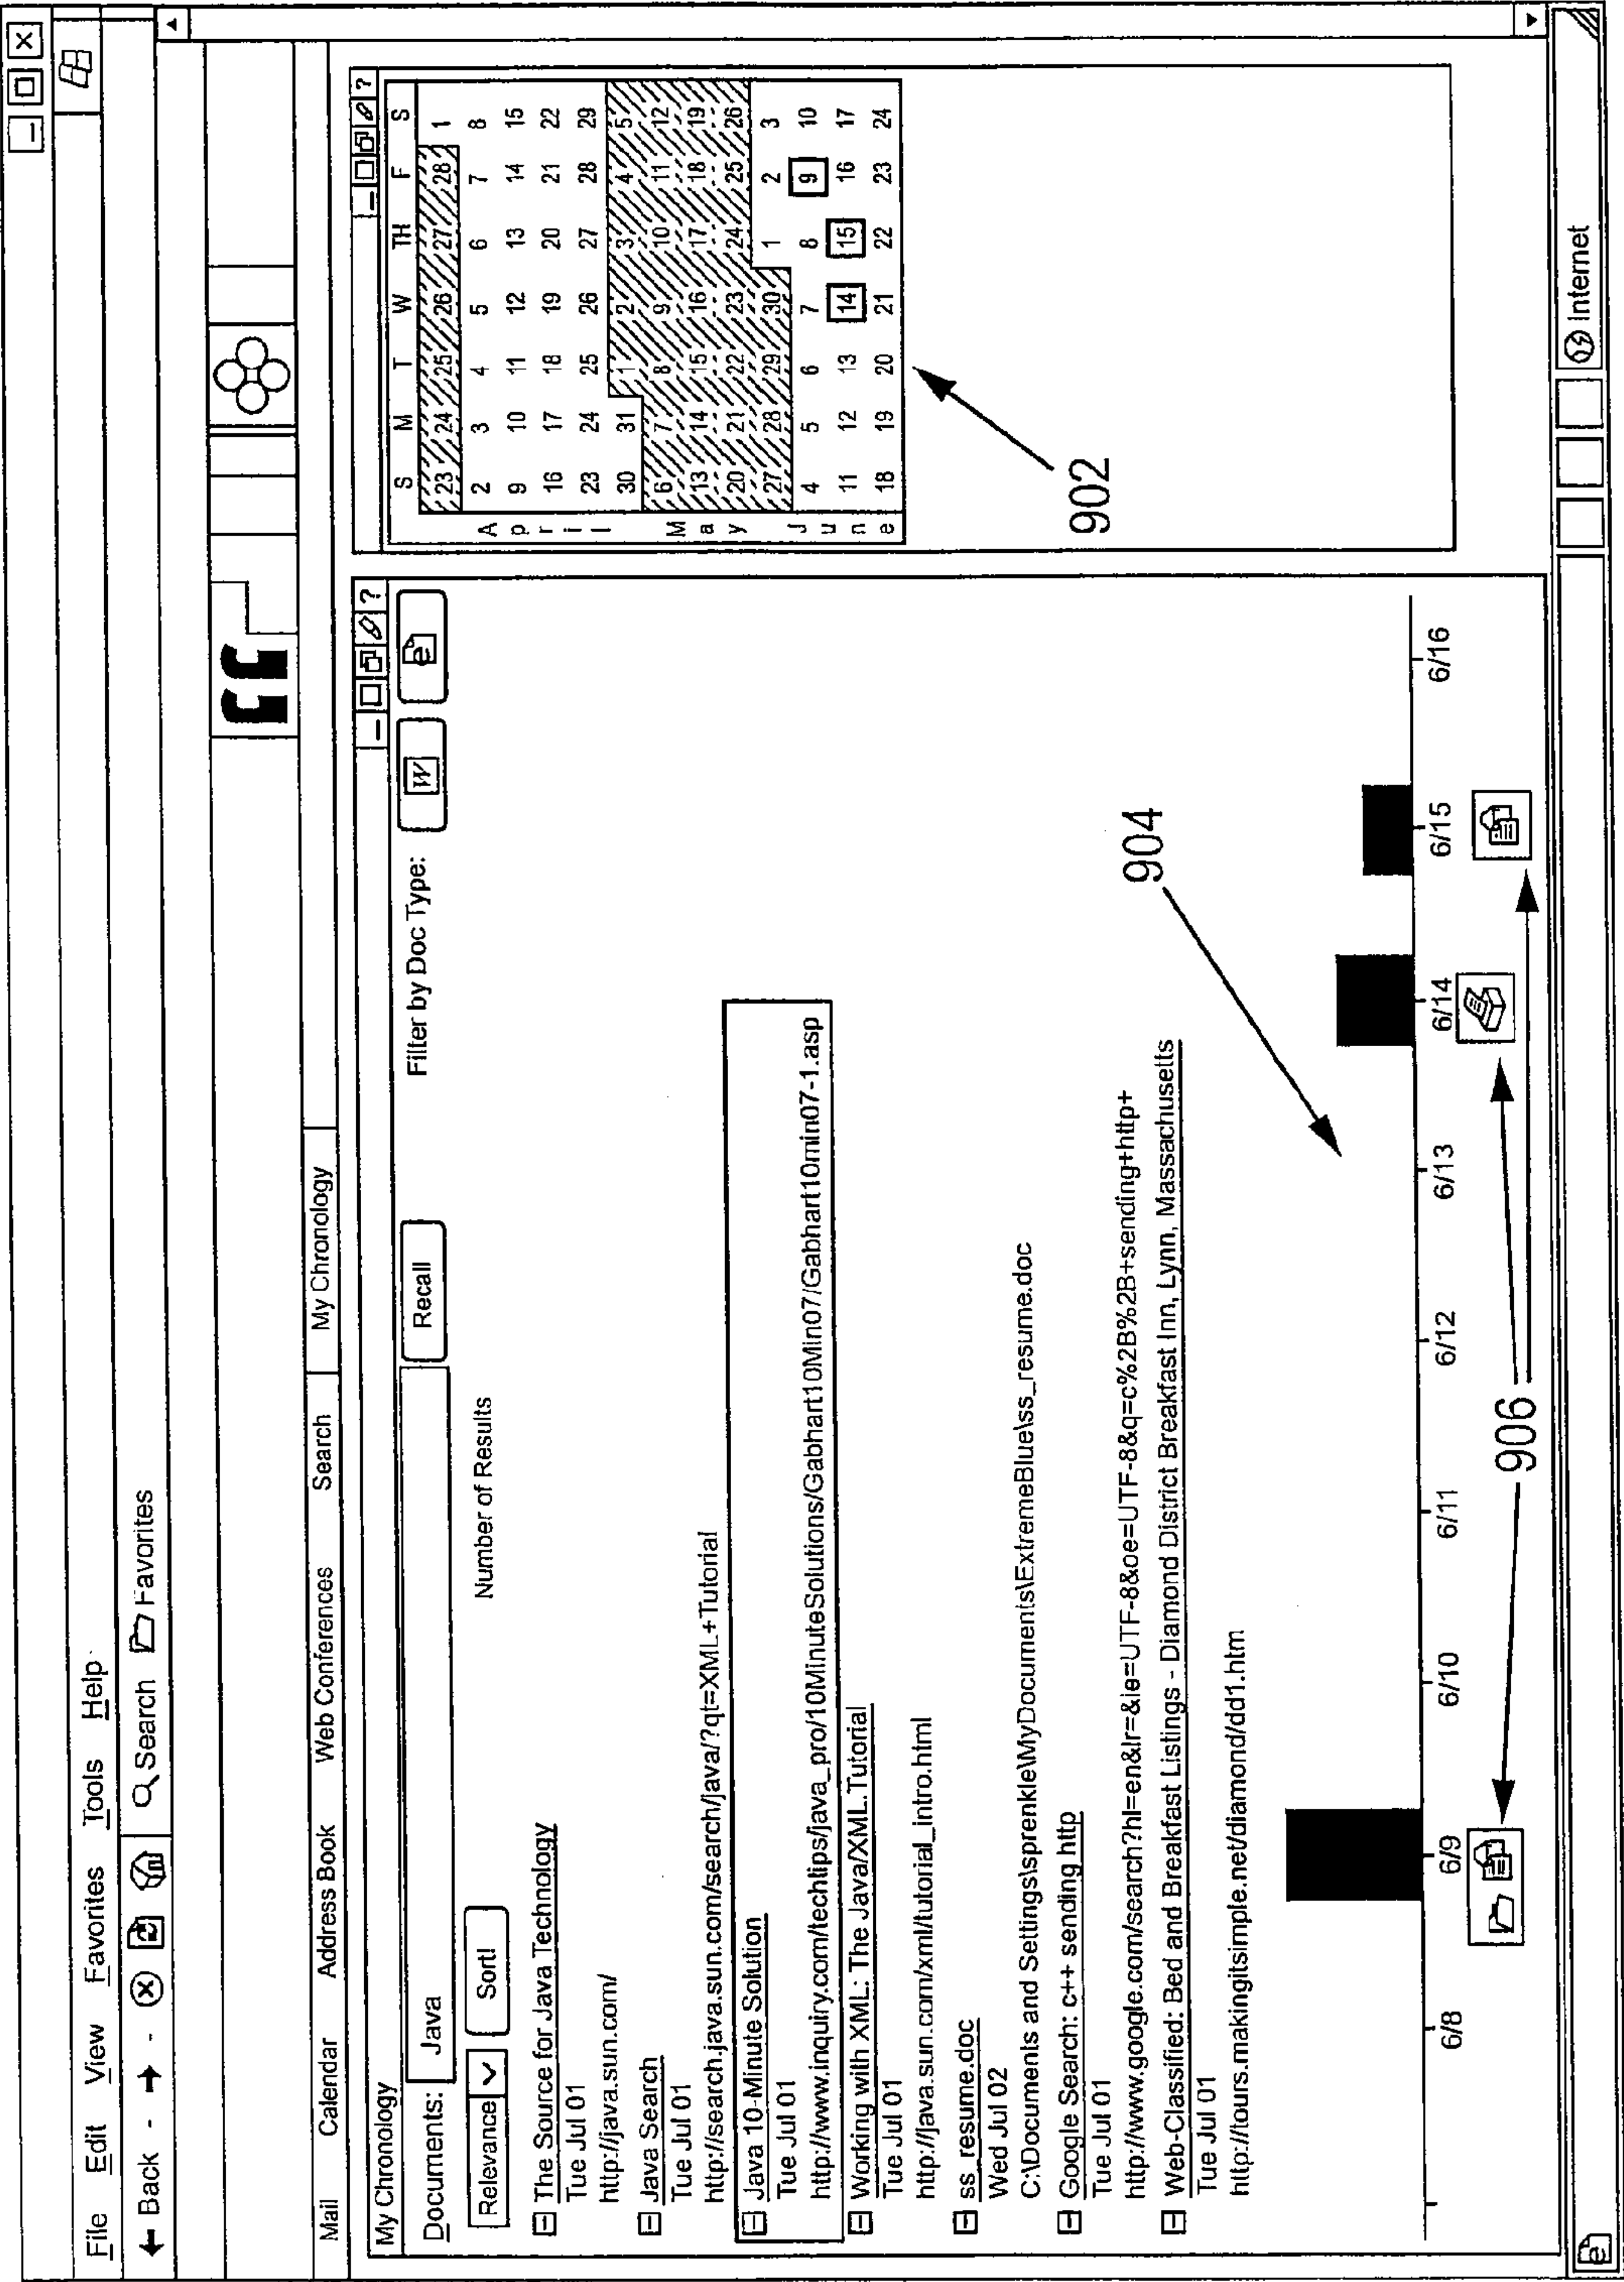 File Edit View Favorites Tools Help
Back - - Search Favorites
Mail Calendar Address Book Web Conferences Search My Chronology
My Chronology
Documents: Java Recall Filter by Doc Type: W e
Relevance Sort! Number of Results
The Source for Java Technology
Tue Jul 01
http://java.sun.com/
Java Search
Tue Jul 01
http://search.java.sun.com/search/java/?qt=XML+Tutorial
Java 10-Minute Solution
Tue Jul 01
http://www.inquiry.com/techtips/java_pro/10MinuteSolutions/Gabhart10Min07/Gabhart10min07-1.asp
Working with XML: The Java/XML.Tutorial
Tue Jul 01
http://java.sun.com/xml/tutorial_intro.html
ss_resume.doc
Wed Jul 02
C:\Documents and Settings\sprenkle\MyDocuments\ExtremeBlue\ss_resume.doc
Google Search: c++ sending http
Tue Jul 01
http://www.google.com/search?hl=en&lr=&ie=UTF-8&oe=UTF-8&q=c%2B%2B+sending+http+
Web-Classified: Bed and Breakfast Listings - Diamond District Breakfast Inn, Lynn, Massachusetts
Tue Jul 01
http://tours.makingitsimple.net/diamond/dd1.htm
904
6/8 6/9 6/10 6/11 6/12 6/13 6/14 6/15 6/16
906
?
?
S M T W TH F S
23 24 25 26 27 28 1
A 2 3 4 5 6 7 8
p 9 10 11 12 13 14 15
r 16 17 18 19 20 21 22
i 23 24 25 26 27 28 29
l 30 31 1 2 3 4 5
M 6 7 8 9 10 11 12
a 13 14 15 16 17 18 19
y 20 21 22 23 24 25 26
27 28 29 30 1 2 3
J 4 5 6 7 8 9 10
u n 11 12 13 14 15 16 17
e 18 19 20 21 22 23 24
902
e Internet